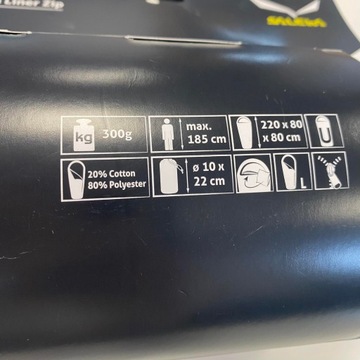 Liner Zip
SALEWA
kg 300g
max.
185 cm
220 x 80
x 80 cm
20% Cotton
80% Polyester
ø 10 x
22 cm
L